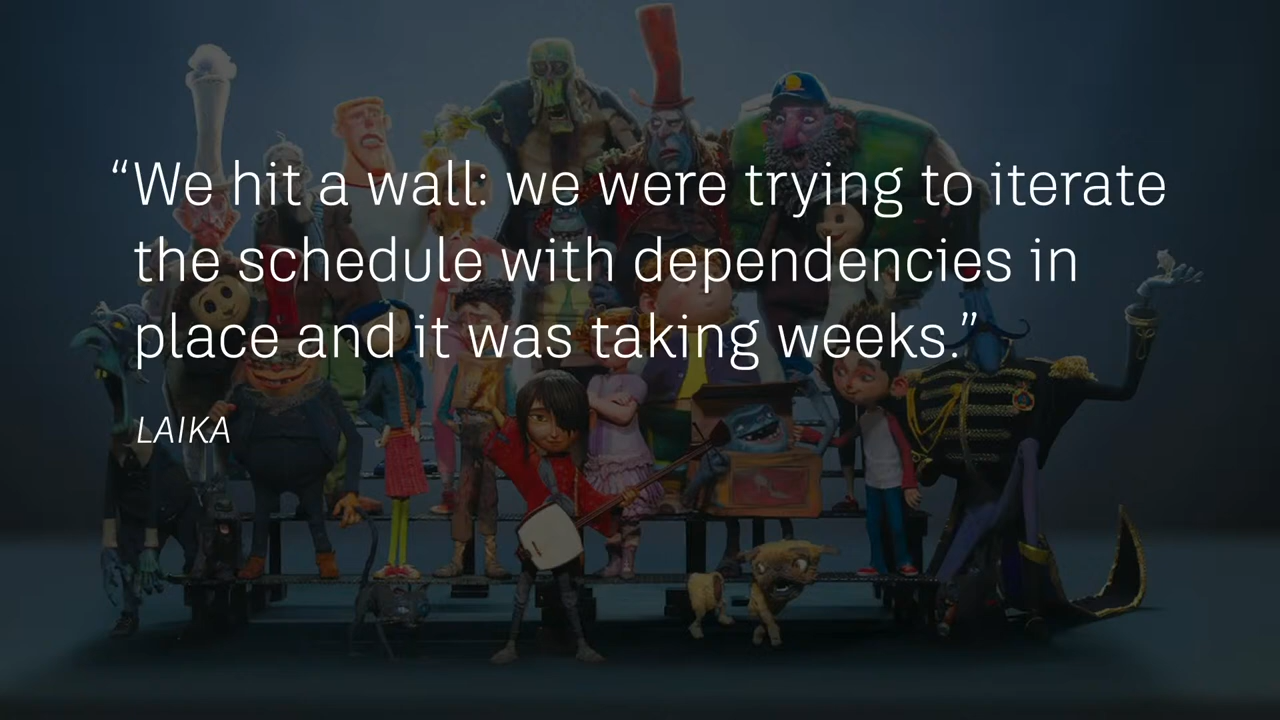 “We hit a wall: we were trying to iterate
the schedule with dependencies in
place and it was taking weeks.”
LAIKA